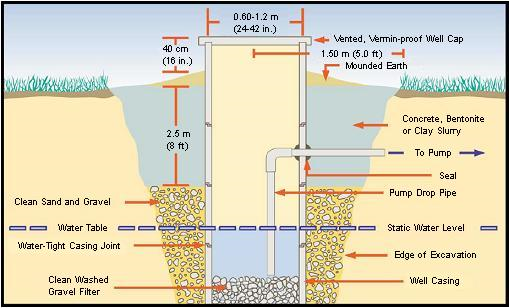 0.60-1.2 m
(24-42 in.)
Vented, Vermin-proof Well Cap
40 cm
(16 in.)
1.50 m (5.0 ft)
Mounded Earth
2.5 m
(8 ft)
Concrete, Bentonite
or Clay Slurry
To Pump
Seal
Clean Sand and Gravel
Pump Drop Pipe
Water Table
Static Water Level
Water-Tight Casing Joint
Edge of Excavation
Clean Washed
Gravel Filter
Well Casing